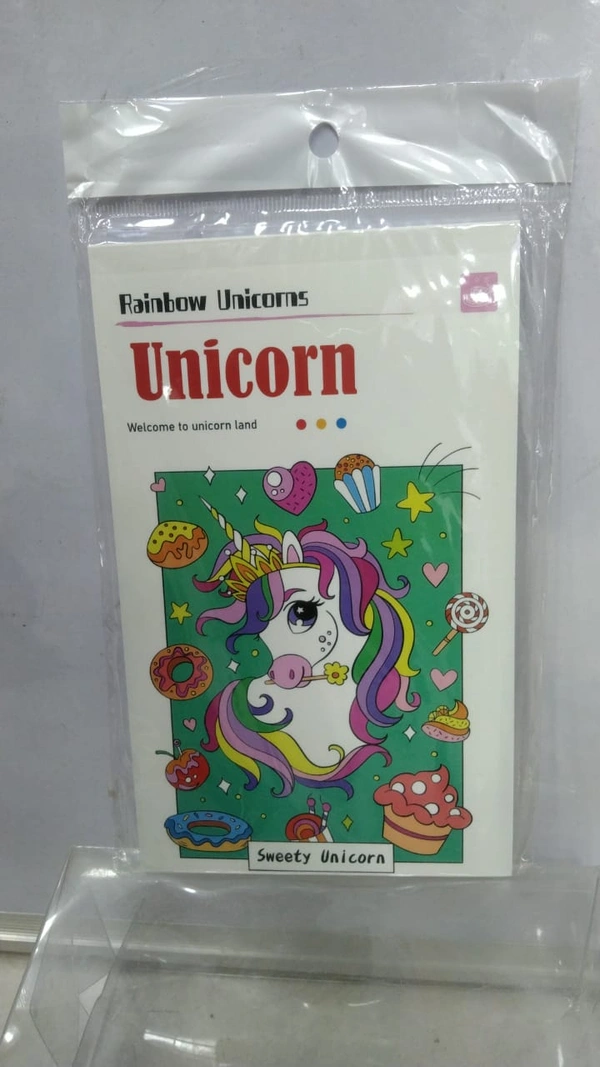 Rainbow Unicorns
Unicorn
Welcome to unicorn land
Sweety Unicorn